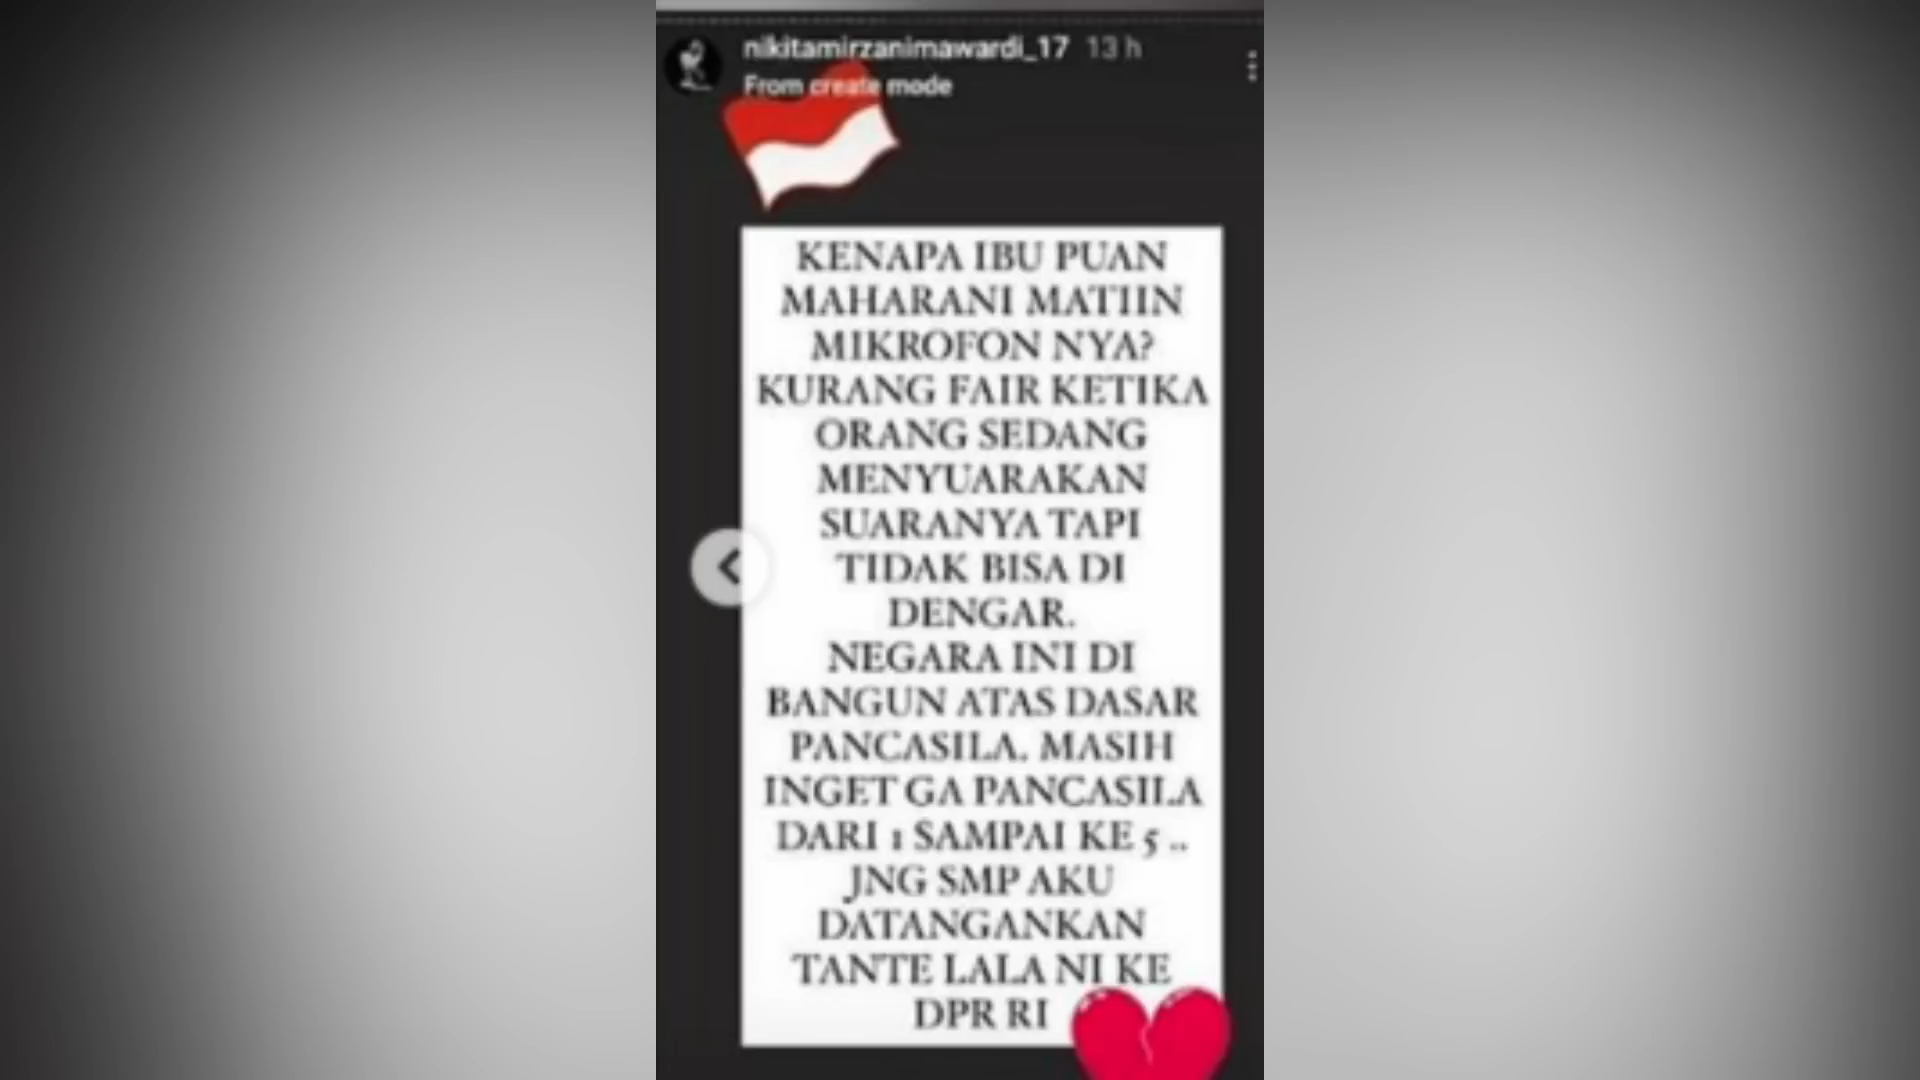 nikitamirzanimawardi_17 13 h
From create mode
KENAPA IBU PUAN
MAHARANI MATIIN
MIKROFON NYA?
KURANG FAIR KETIKA
ORANG SEDANG
MENYUARAKAN
SUARANYA TAPI
TIDAK BISA DI
DENGAR.
NEGARA INI DI
BANGUN ATAS DASAR
PANCASILA. MASIH
INGET GA PANCASILA
DARI 1 SAMPAI KE 5 ..
JNG SMP AKU
DATANGANKAN
TANTE LALA NI KE
DPR RI